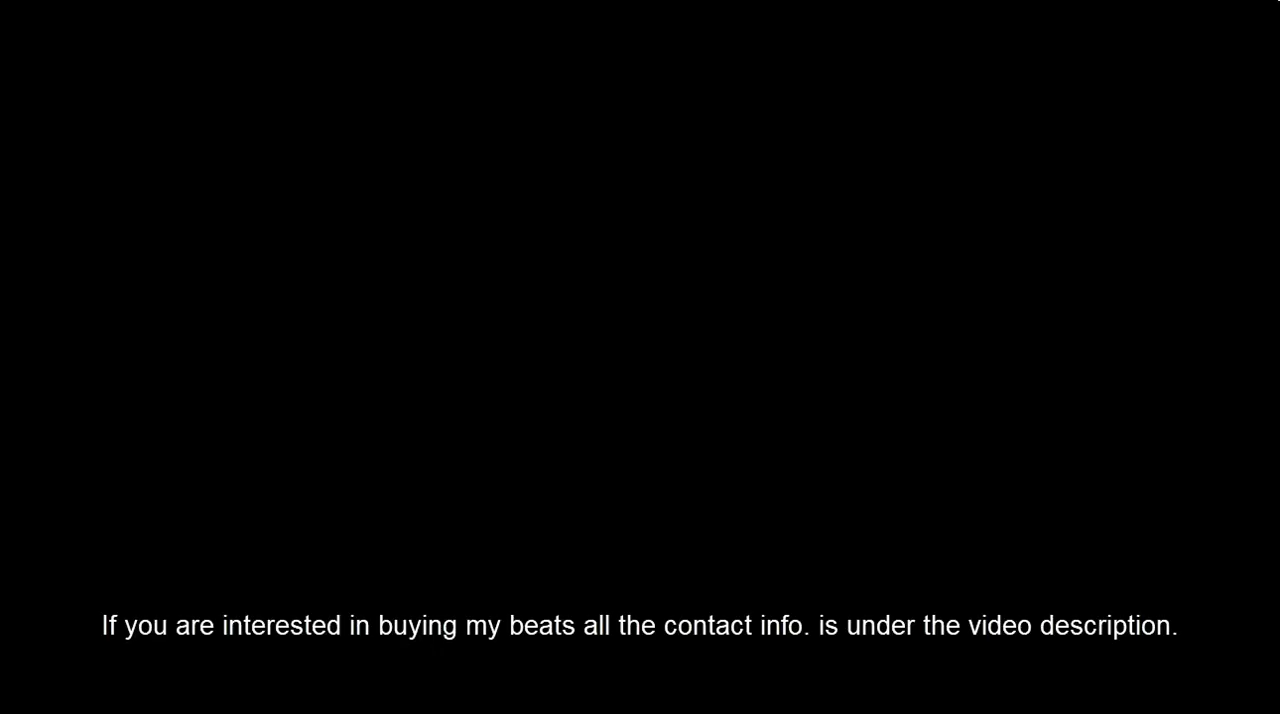 If you are interested in buying my beats all the contact info. is under the video description.